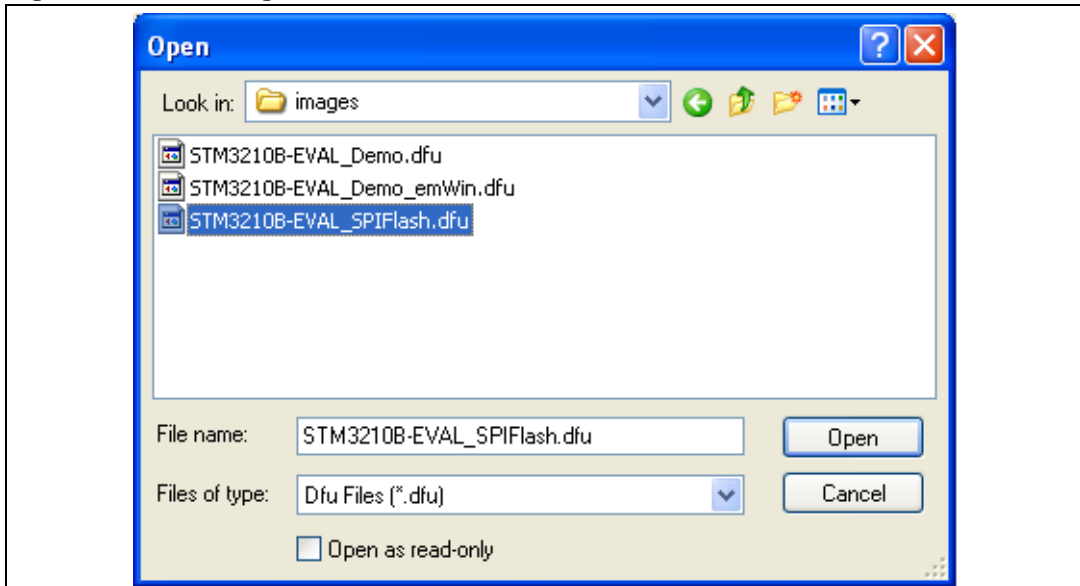 Open
Look in: images
STM3210B-EVAL_Demo.dfu
STM3210B-EVAL_Demo_emWin.dfu
STM3210B-EVAL_SPIFlash.dfu
File name: STM3210B-EVAL_SPIFlash.dfu Open
Files of type: Dfu Files (*.dfu) Cancel
Open as read-only